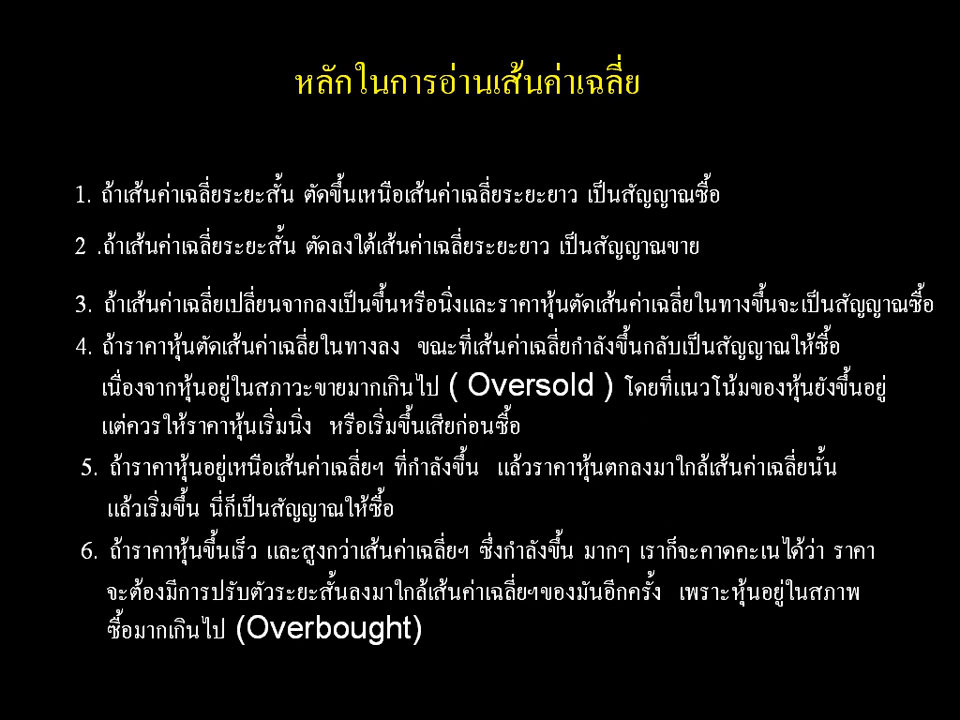 หลักในการอ่านเส้นค่าเฉลี่ย
1. ถ้าเส้นค่าเฉลี่ยระยะสั้น ตัดขึ้นเหนือเส้นค่าเฉลี่ยระยะยาว เป็นสัญญาณซื้อ
2 .ถ้าเส้นค่าเฉลี่ยระยะสั้น ตัดลงใต้เส้นค่าเฉลี่ยระยะยาว เป็นสัญญาณขาย
3. ถ้าเส้นค่าเฉลี่ยเปลี่ยนจากลงเป็นขึ้นหรือนิ่งและราคาหุ้นตัดเส้นค่าเฉลี่ยในทางขึ้นจะเป็นสัญญาณซื้อ
4. ถ้าราคาหุ้นตัดเส้นค่าเฉลี่ยในทางลง ขณะที่เส้นค่าเฉลี่ยกำลังขึ้นกลับเป็นสัญญาณให้ซื้อ
เนื่องจากหุ้นอยู่ในสภาวะขายมากเกินไป ( Oversold ) โดยที่แนวโน้มของหุ้นยังขึ้นอยู่
แต่ควรให้ราคาหุ้นเริ่มนิ่ง หรือเริ่มขึ้นเสียก่อนซื้อ
5. ถ้าราคาหุ้นอยู่เหนือเส้นค่าเฉลี่ยฯ ที่กำลังขึ้น แล้วราคาหุ้นตกลงมาใกล้เส้นค่าเฉลี่ยนั้น
แล้วเริ่มขึ้น นี่ก็เป็นสัญญาณให้ซื้อ
6. ถ้าราคาหุ้นขึ้นเร็ว และสูงกว่าเส้นค่าเฉลี่ยฯ ซึ่งกำลังขึ้น มากๆ เราก็จะคาดคะเนได้ว่า ราคา
จะต้องมีการปรับตัวระยะสั้นลงมาใกล้เส้นค่าเฉลี่ยฯของมันอีกครั้ง เพราะหุ้นอยู่ในสภาพ
ซื้อมากเกินไป (Overbought)